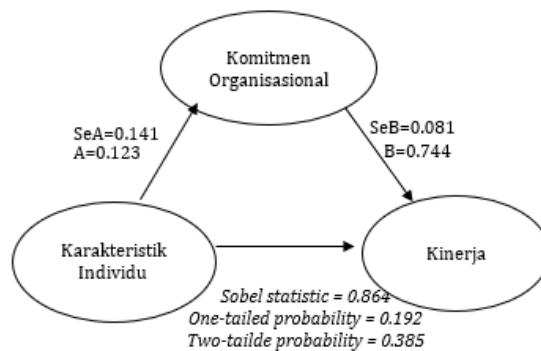 Komitmen
Organisasional
SeA=0.141
A=0.123
SeB=0.081
B=0.744
Karakteristik
Individu
Kinerja
Sobel statistic = 0.864
One-tailed probability = 0.192
Two-tailde probability = 0.385